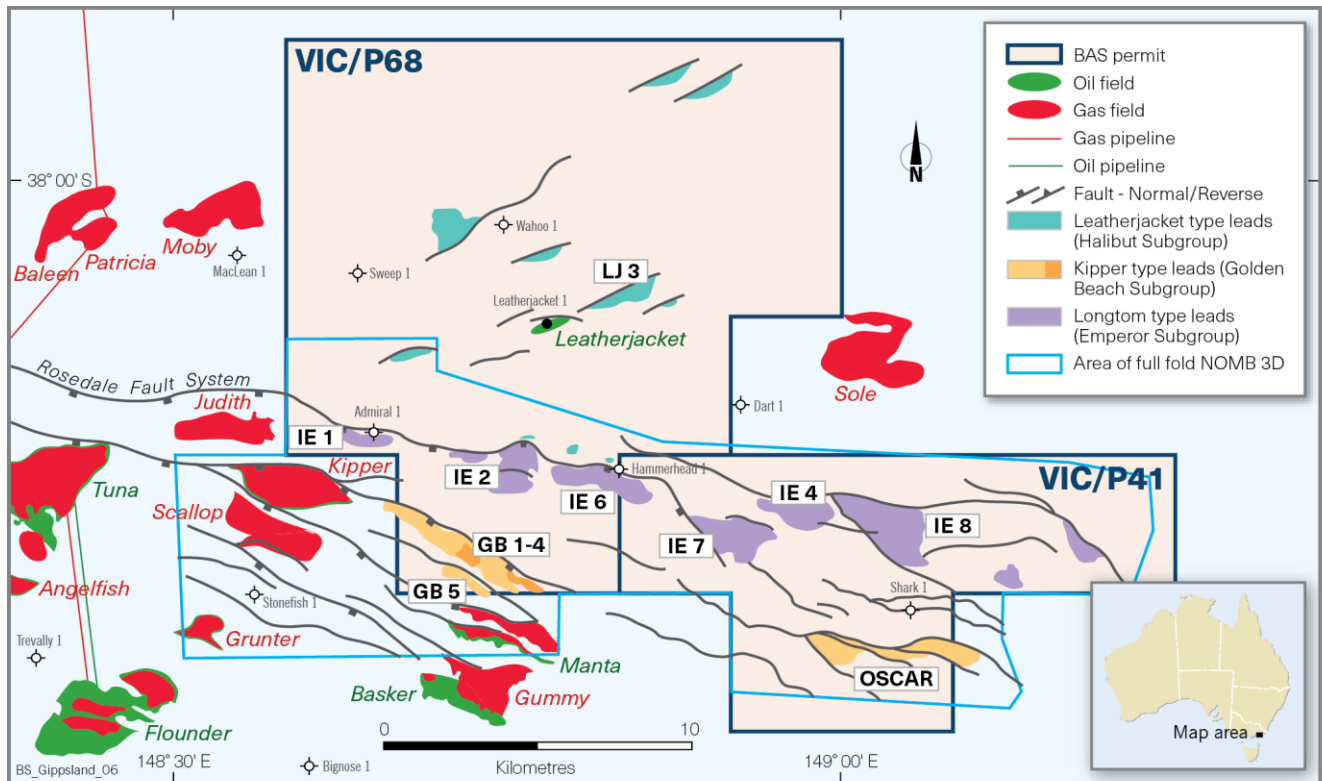 VIC/P68
BAS permit
Oil field
Gas field
Gas pipeline
Oil pipeline
Fault - Normal/Reverse
Leatherjacket type leads
(Halibut Subgroup)
Kipper type leads (Golden
Beach Subgroup)
Longtom type leads
(Emperor Subgroup)
Area of full fold NOMB 3D
N
38° 00' S
Baleen
Patricia
Moby
MacLean 1
Wahoo 1
Sweep 1
LJ 3
Leatherjacket 1
Leatherjacket
Sole
Dart 1
Rosedale Fault System
Judith
Admiral 1
IE 1
IE 2
Hammerhead 1
IE 6
VIC/P41
IE 4
IE 8
IE 7
Tuna
Kipper
Scallop
GB 1-4
GB 5
Angelfish
Stonefish 1
Shark 1
Trevally 1
Grunter
Manta
Basker
Gummy
OSCAR
Flounder
0
10
Kilometres
Map area
BS_Gippsland_06
148° 30' E
Bignose 1
149° 00' E